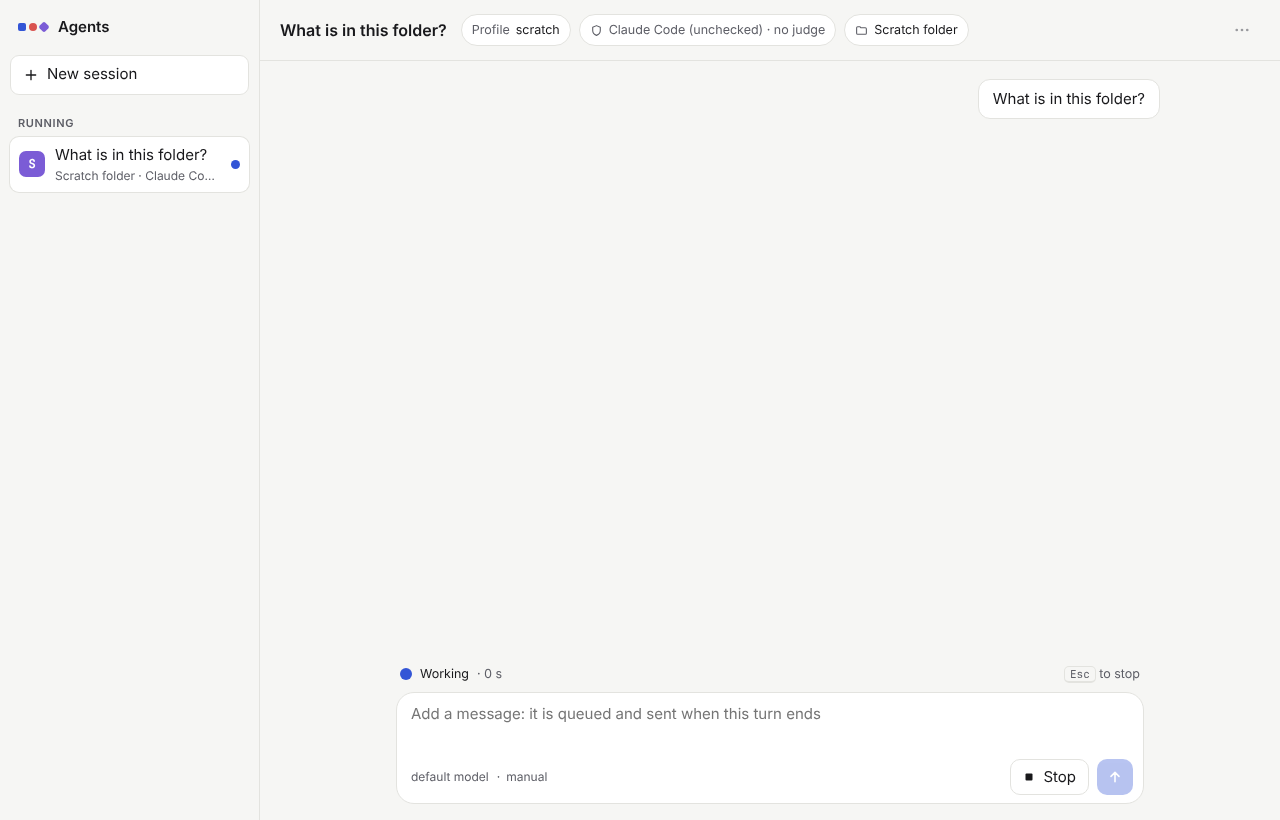 Agents
New session
RUNNING
S
What is in this folder?
Scratch folder · Claude Co...
What is in this folder?
Profile scratch
Claude Code (unchecked) · no judge
Scratch folder
What is in this folder?
Working · 0 s
Esc to stop
Add a message: it is queued and sent when this turn ends
default model · manual
Stop